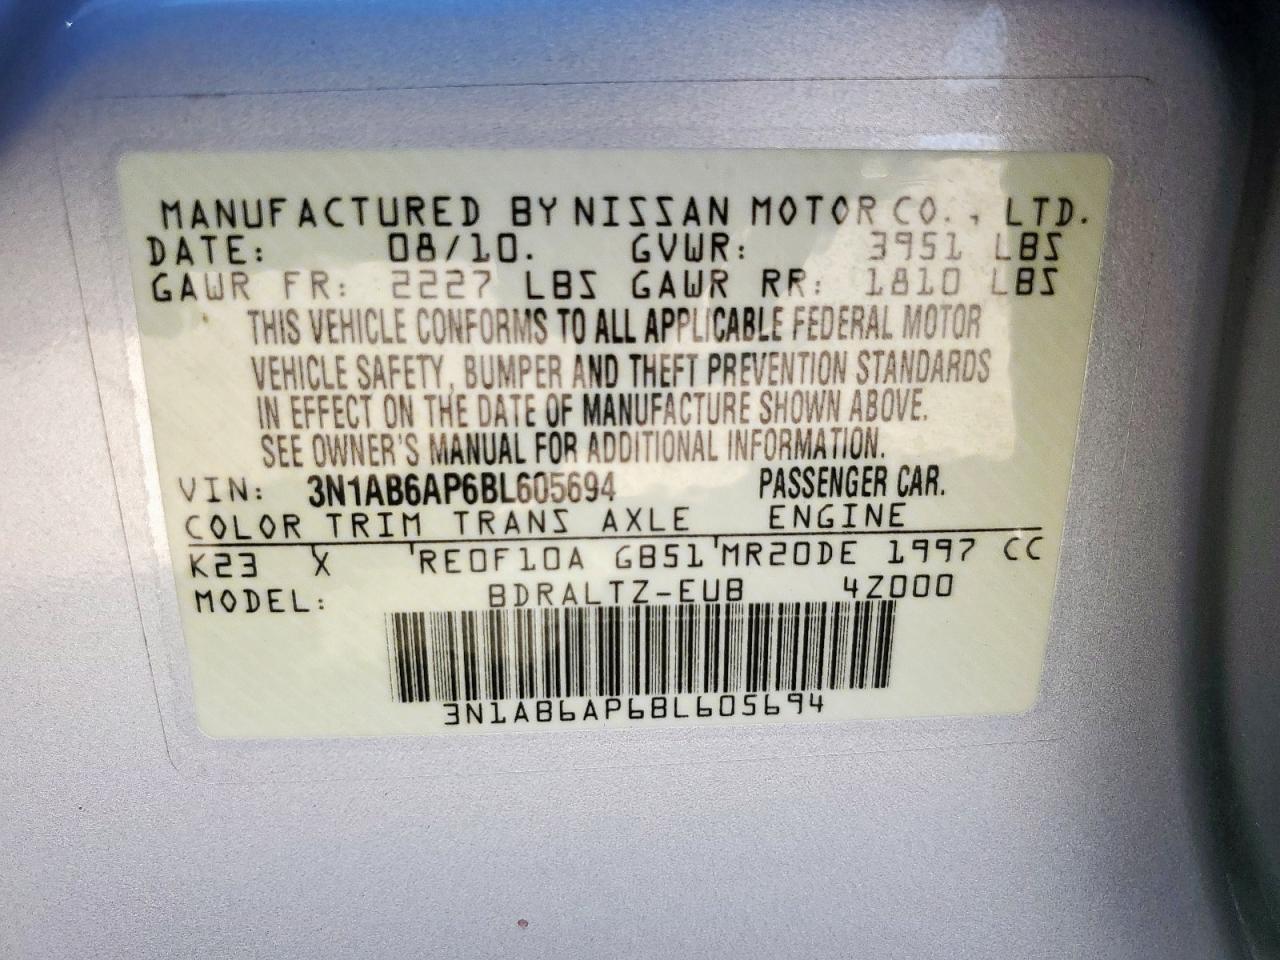 MANUFACTURED BY NISSAN MOTOR CO., LTD.
DATE: 08/10. GVWR: 3951 LBS
GAWR FR: 2227 LBS GAWR RR: 1810 LBS
THIS VEHICLE CONFORMS TO ALL APPLICABLE FEDERAL MOTOR
VEHICLE SAFETY, BUMPER AND THEFT PREVENTION STANDARDS
IN EFFECT ON THE DATE OF MANUFACTURE SHOWN ABOVE.
SEE OWNER'S MANUAL FOR ADDITIONAL INFORMATION.
VIN: 3N1AB6AP6BL605694 PASSENGER CAR.
COLOR TRIM TRANS AXLE ENGINE
K23 X RE0F10A GB51 MR20DE 1997 CC
MODEL: BDRALTZ-EUB 4Z000
3N1AB6AP6BL605694